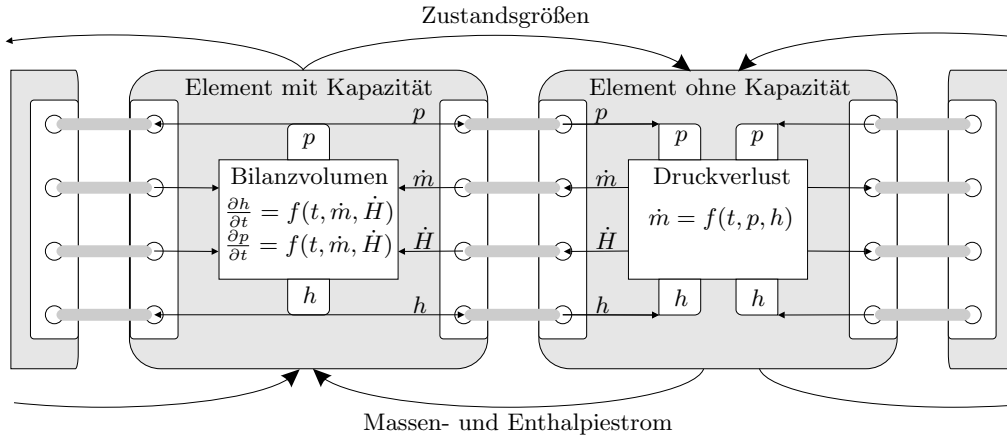 Zustandsgrößen
Element mit Kapazität
Element ohne Kapazität
p
p
p
p
p
Bilanzvolumen
ṁ
ṁ
Druckverlust
∂h/∂t = f(t, ṁ, Ḣ)
ṁ = f(t, p, h)
∂p/∂t = f(t, ṁ, Ḣ)
Ḣ
Ḣ
h
h
h
h
h
Massen- und Enthalpiestrom